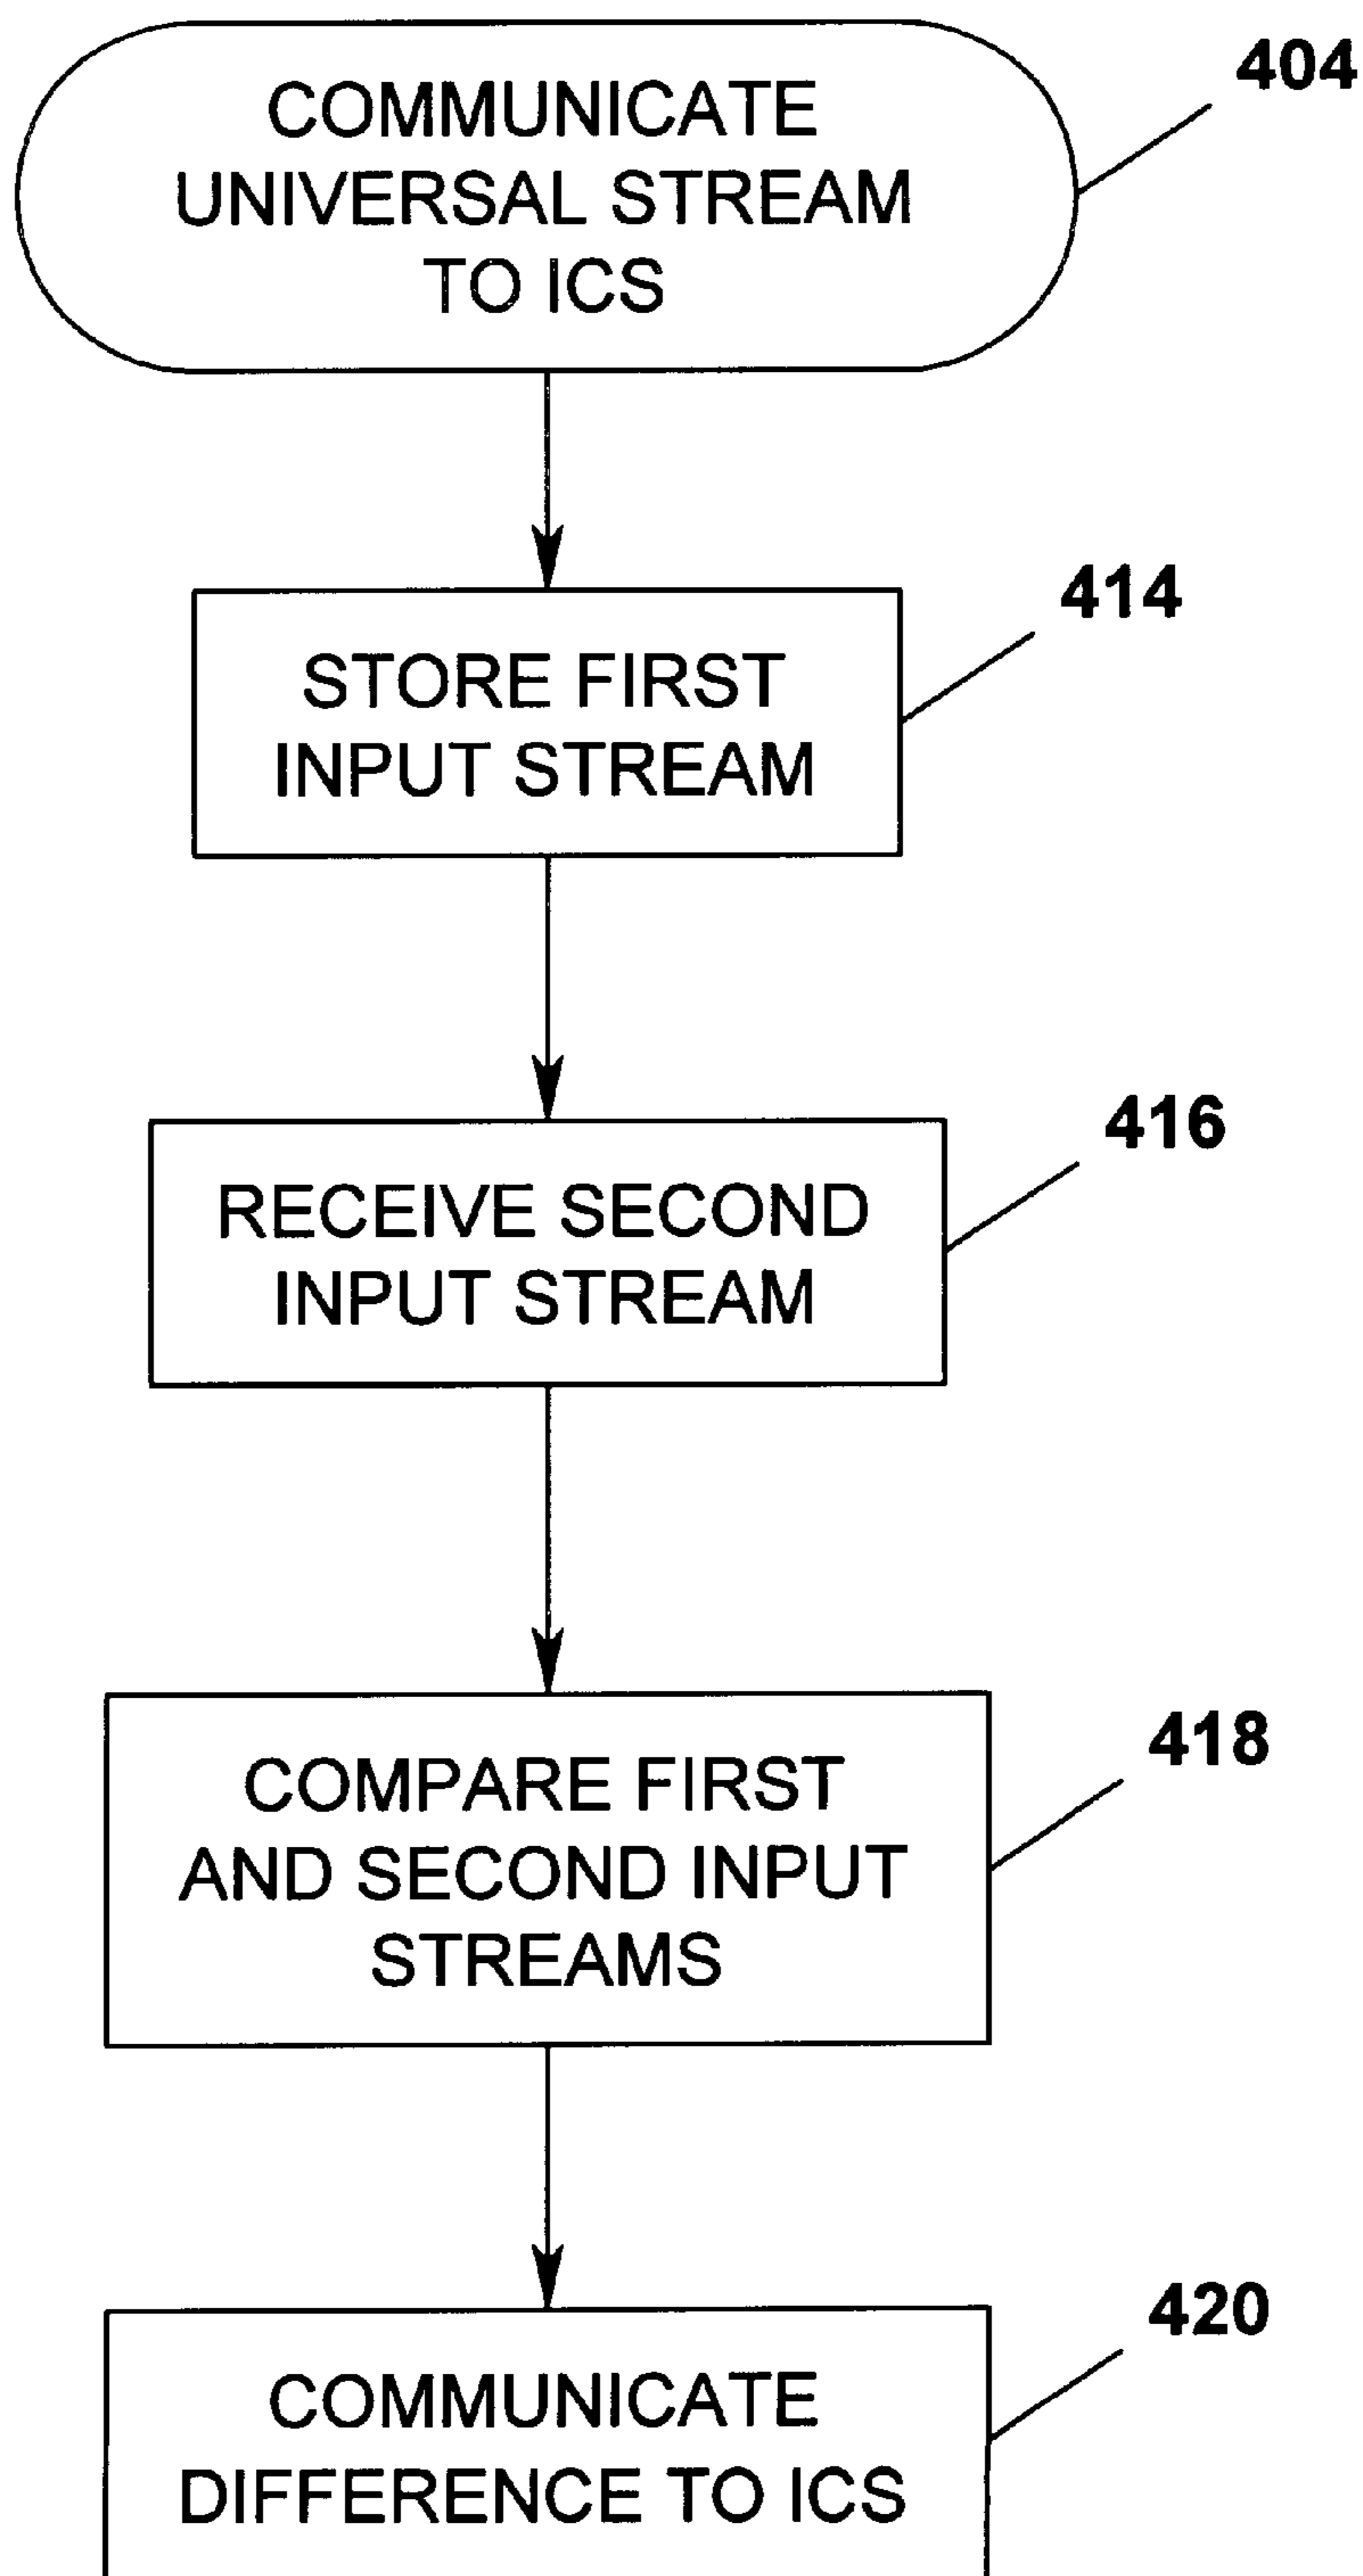 404
COMMUNICATE
UNIVERSAL STREAM
TO ICS
414
STORE FIRST
INPUT STREAM
416
RECEIVE SECOND
INPUT STREAM
418
COMPARE FIRST
AND SECOND INPUT
STREAMS
420
COMMUNICATE
DIFFERENCE TO ICS